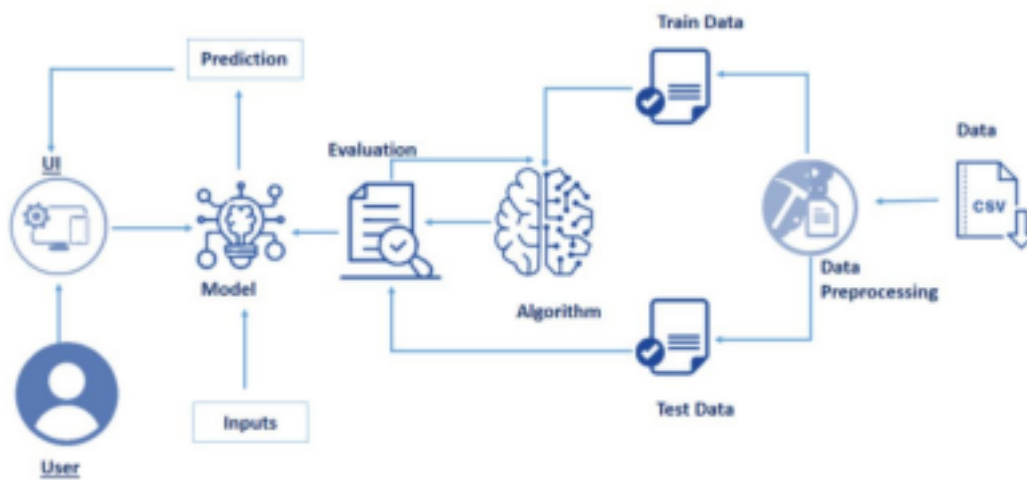 Train Data
Prediction
Data
Evaluation
UI
CSV
Model
Algorithm
Data
Preprocessing
Inputs
Test Data
User